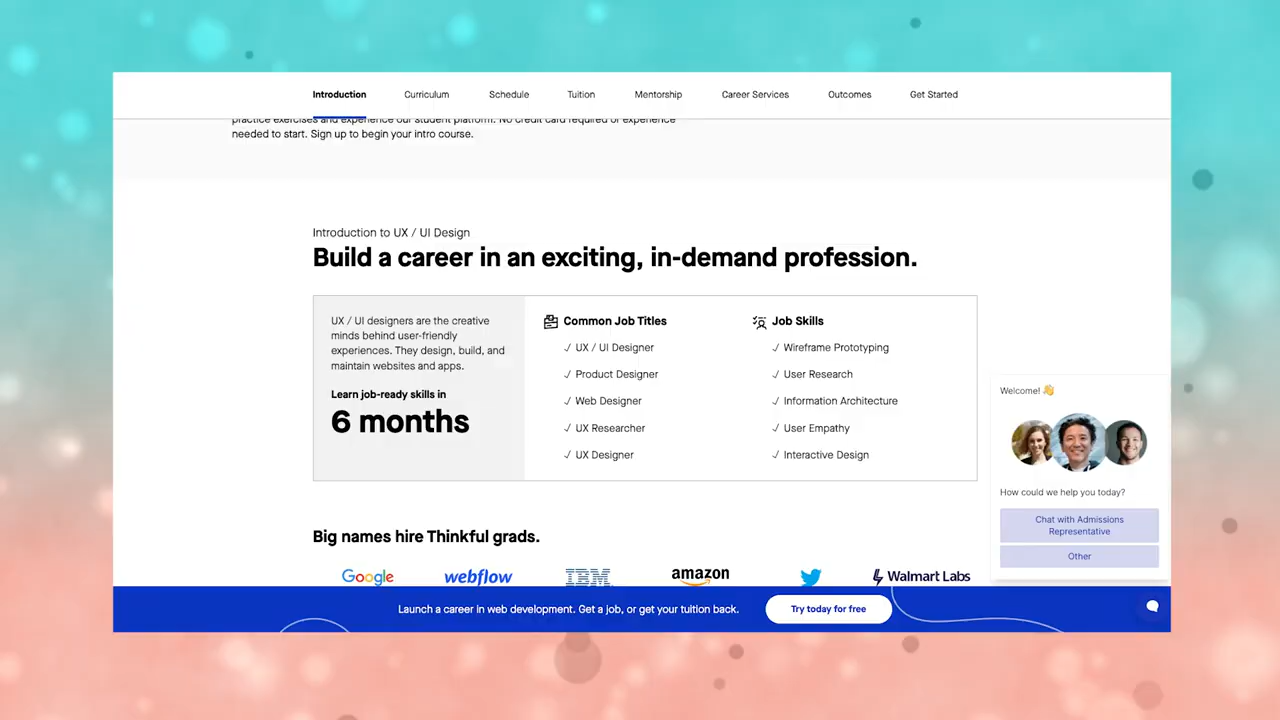 Introduction
Curriculum
Schedule
Tuition
Mentorship
Career Services
Outcomes
Get Started
practice exercises and experience our student platform. No credit card required or experience
needed to start. Sign up to begin your intro course.
Introduction to UX / UI Design
Build a career in an exciting, in-demand profession.
UX / UI designers are the creative
minds behind user-friendly
experiences. They design, build, and
maintain websites and apps.
Learn job-ready skills in
6 months
Common Job Titles
UX / UI Designer
Product Designer
Web Designer
UX Researcher
UX Designer
Job Skills
Wireframe Prototyping
User Research
Information Architecture
User Empathy
Interactive Design
Welcome! 👋
How could we help you today?
Chat with Admissions
Representative
Other
Big names hire Thinkful grads.
Google
webflow
IBM
amazon
Walmart Labs
Launch a career in web development. Get a job, or get your tuition back.
Try today for free